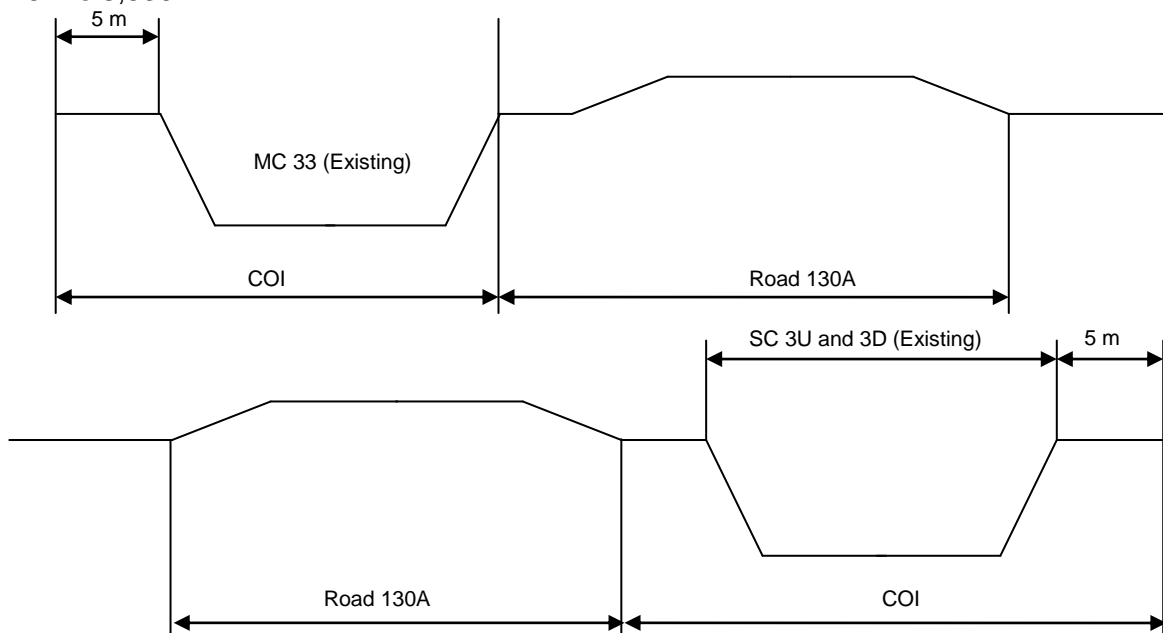 5 m
MC 33 (Existing)
COI
Road 130A
SC 3U and 3D (Existing)
5 m
Road 130A
COI